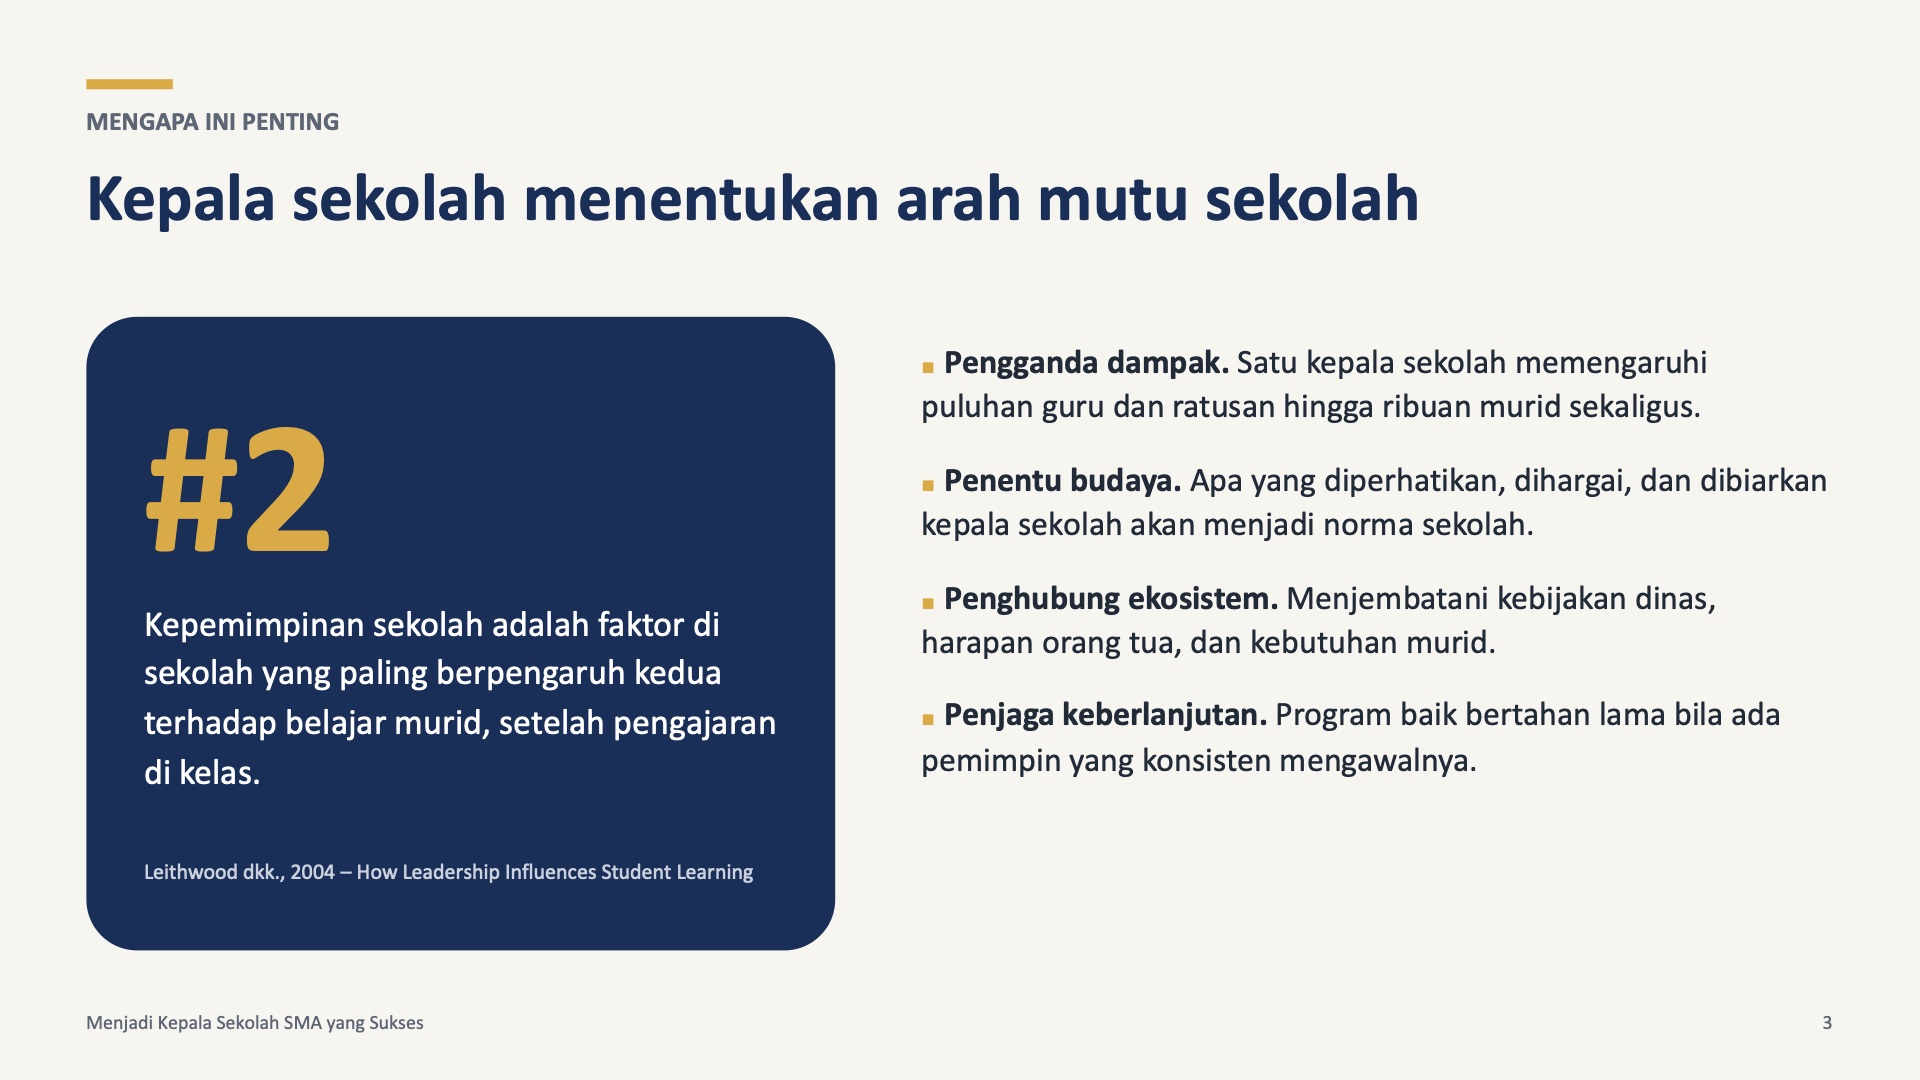 MENGAPA INI PENTING
Kepala sekolah menentukan arah mutu sekolah
#2
Kepemimpinan sekolah adalah faktor di
sekolah yang paling berpengaruh kedua
terhadap belajar murid, setelah pengajaran
di kelas.
Leithwood dkk., 2004 – How Leadership Influences Student Learning
▪ Pengganda dampak. Satu kepala sekolah memengaruhi
puluhan guru dan ratusan hingga ribuan murid sekaligus.
▪ Penentu budaya. Apa yang diperhatikan, dihargai, dan dibiarkan
kepala sekolah akan menjadi norma sekolah.
▪ Penghubung ekosistem. Menjembatani kebijakan dinas,
harapan orang tua, dan kebutuhan murid.
▪ Penjaga keberlanjutan. Program baik bertahan lama bila ada
pemimpin yang konsisten mengawalnya.
Menjadi Kepala Sekolah SMA yang Sukses
3